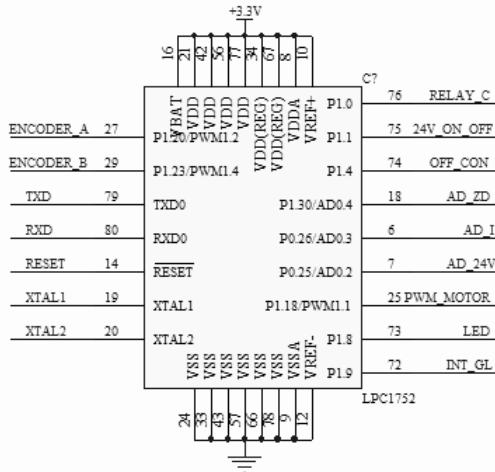 +3.3V
16 21 42 56 77 34 67 8 10
C7
VBAT VDD VDD VDD VDD VDD(REG) VDD(REG) VDDA VREF+
ENCODER_A 27 P1.20/PWM1.2 P1.0 76 RELAY_C
P1.1 75 24V_ON_OFF
ENCODER_B 29 P1.23/PWM1.4 P1.4 74 OFF_CON
TXD 79 TXD0 P1.30/AD0.4 18 AD_ZD
RXD 80 RXD0 P0.26/AD0.3 6 AD_I
RESET 14 RESET P0.25/AD0.2 7 AD_24V
XTAL1 19 XTAL1 P1.18/PWM1.1 25 PWM_MOTOR
XTAL2 20 XTAL2 P1.8 73 LED
VSS VSS VSS VSS VSS VSS VSSA VREF-
P1.9 72 INT_GL
LPC1752
24 33 43 57 66 78 9 12